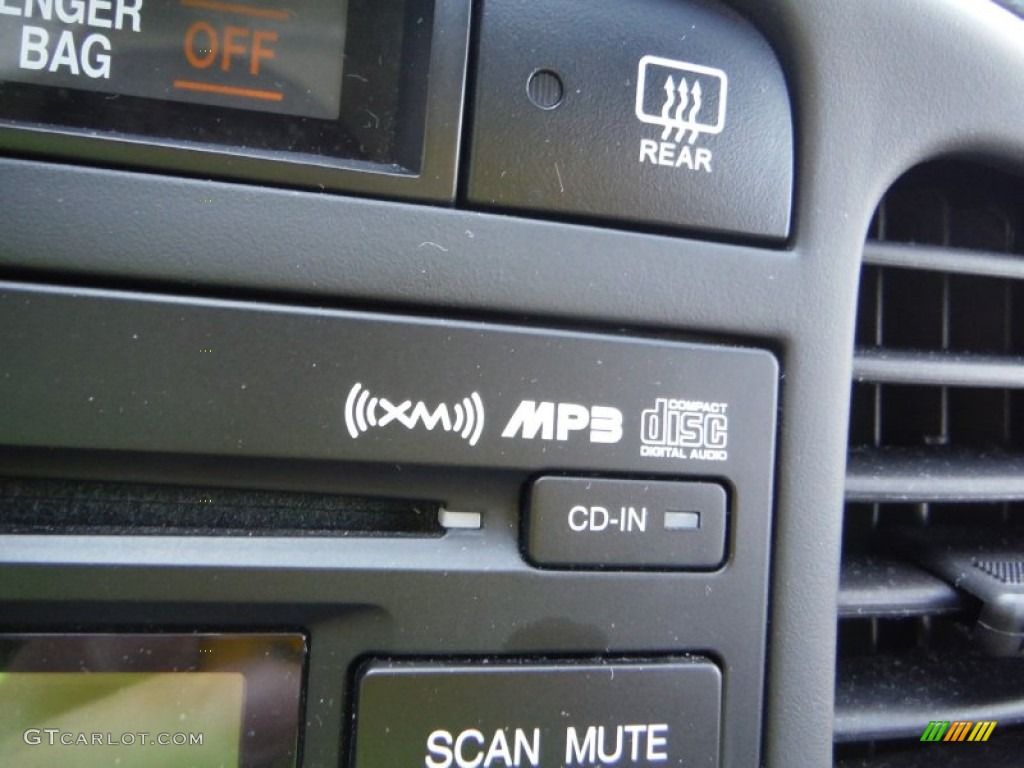 BAG OFF
REAR
XM MP3 COMPACT disc DIGITAL AUDIO
CD-IN
SCAN MUTE
GTCARLOT.COM